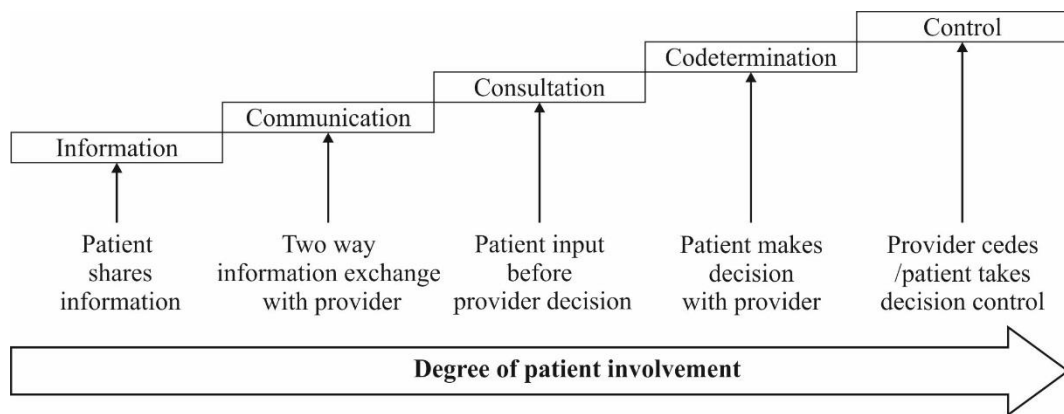 Control
Codetermination
Consultation
Communication
Information
Patient
shares
information
Two way
information exchange
with provider
Patient input
before
provider decision
Patient makes
decision
with provider
Provider cedes
/patient takes
decision control
Degree of patient involvement